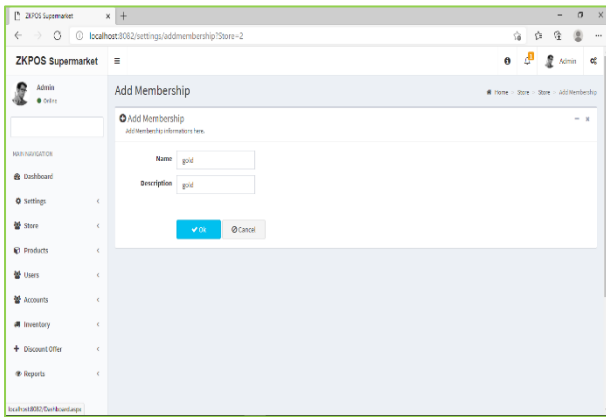 ZKPOS Supermarket
localhost:8082/settings/addmembership?Store=2
ZKPOS Supermarket
Admin
Admin
Online
Add Membership
Home > Store > Store > Add Membership
Add Membership
Add Membership informations here.
Name gold
Description gold
Ok Cancel
MAIN NAVIGATION
Dashboard
Settings
Store
Products
Users
Accounts
Inventory
Discount Offer
Reports
localhost:8082/Dashboard.aspx